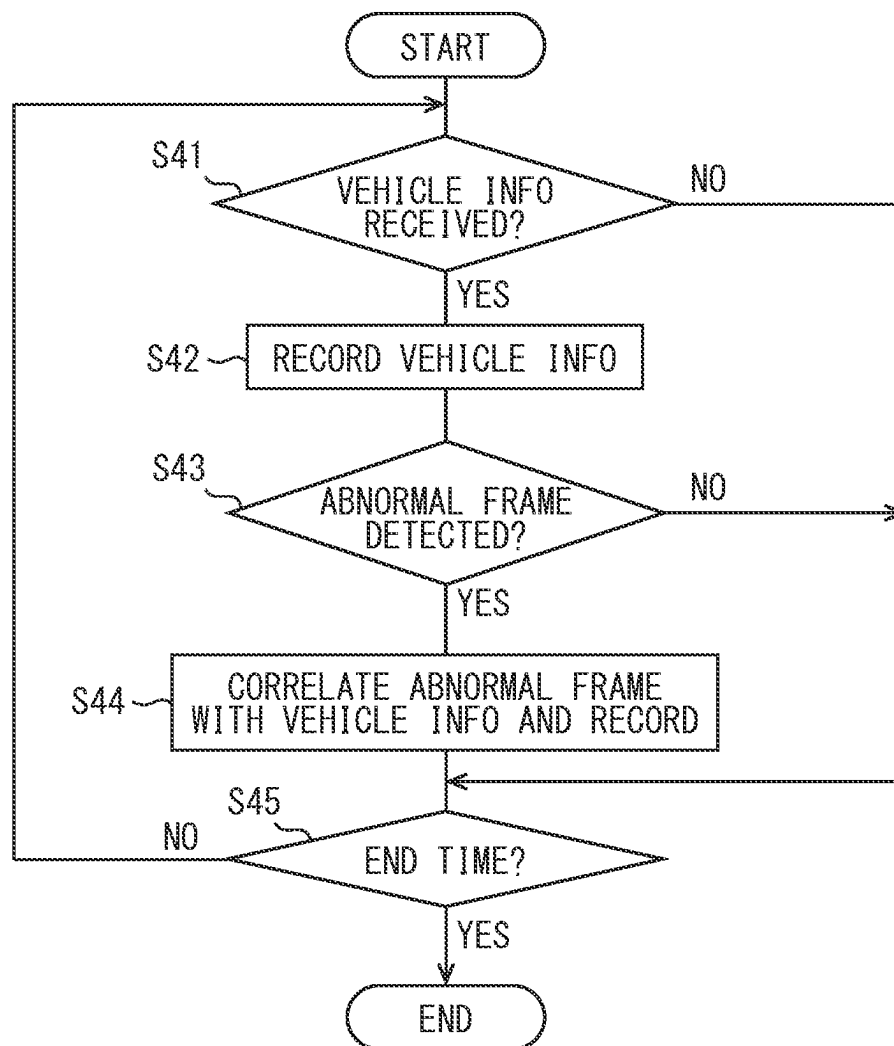 START
S41
VEHICLE INFO
RECEIVED?
NO
YES
S42
RECORD VEHICLE INFO
S43
ABNORMAL FRAME
DETECTED?
NO
YES
S44
CORRELATE ABNORMAL FRAME
WITH VEHICLE INFO AND RECORD
S45
NO
END TIME?
YES
END